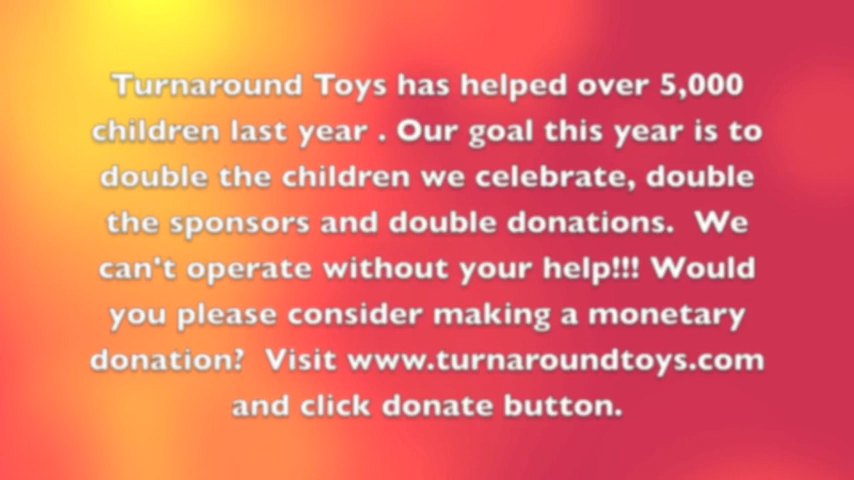 Turnaround Toys has helped over 5,000
children last year . Our goal this year is to
double the children we celebrate, double
the sponsors and double donations.  We
can't operate without your help!!! Would
you please consider making a monetary
donation?  Visit www.turnaroundtoys.com
and click donate button.